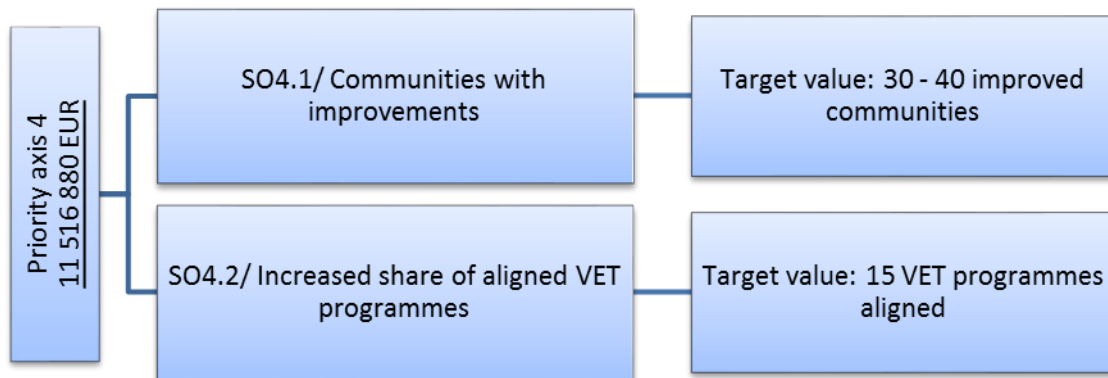 Priority axis 4
11 516 880 EUR
SO4.1/ Communities with
improvements
Target value: 30 - 40 improved
communities
SO4.2/ Increased share of aligned VET
programmes
Target value: 15 VET programmes
aligned